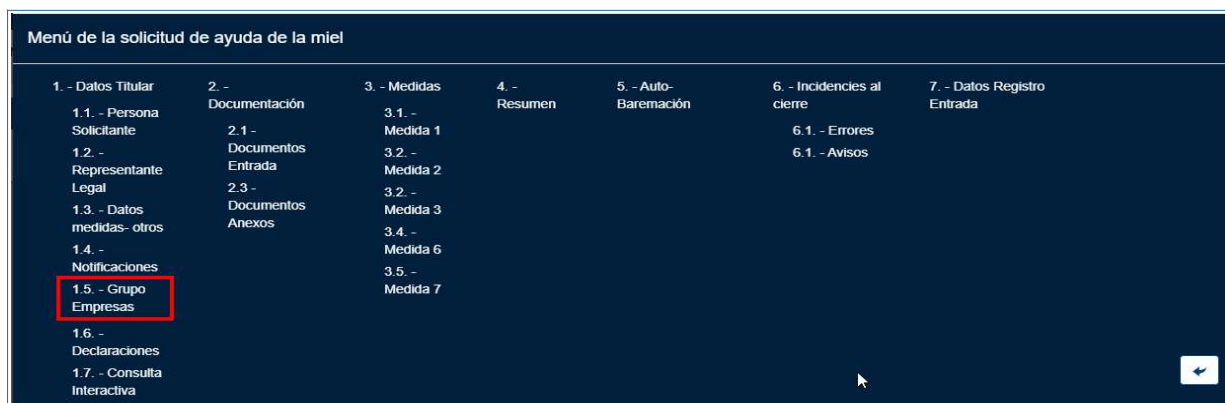 Menú de la solicitud de ayuda de la miel
1. - Datos Titular
1.1. - Persona
Solicitante
1.2. -
Representante
Legal
1.3. - Datos
medidas- otros
1.4. -
Notificaciones
1.5. - Grupo
Empresas
1.6. -
Declaraciones
1.7. - Consulta
Interactiva
2. -
Documentación
2.1 -
Documentos
Entrada
2.3 -
Documentos
Anexos
3. - Medidas
3.1. -
Medida 1
3.2. -
Medida 2
3.2. -
Medida 3
3.4. -
Medida 6
3.5. -
Medida 7
4. -
Resumen
5. - Auto-
Baremación
6. - Incidencies al
cierre
6.1. - Errores
6.1. - Avisos
7. - Datos Registro
Entrada